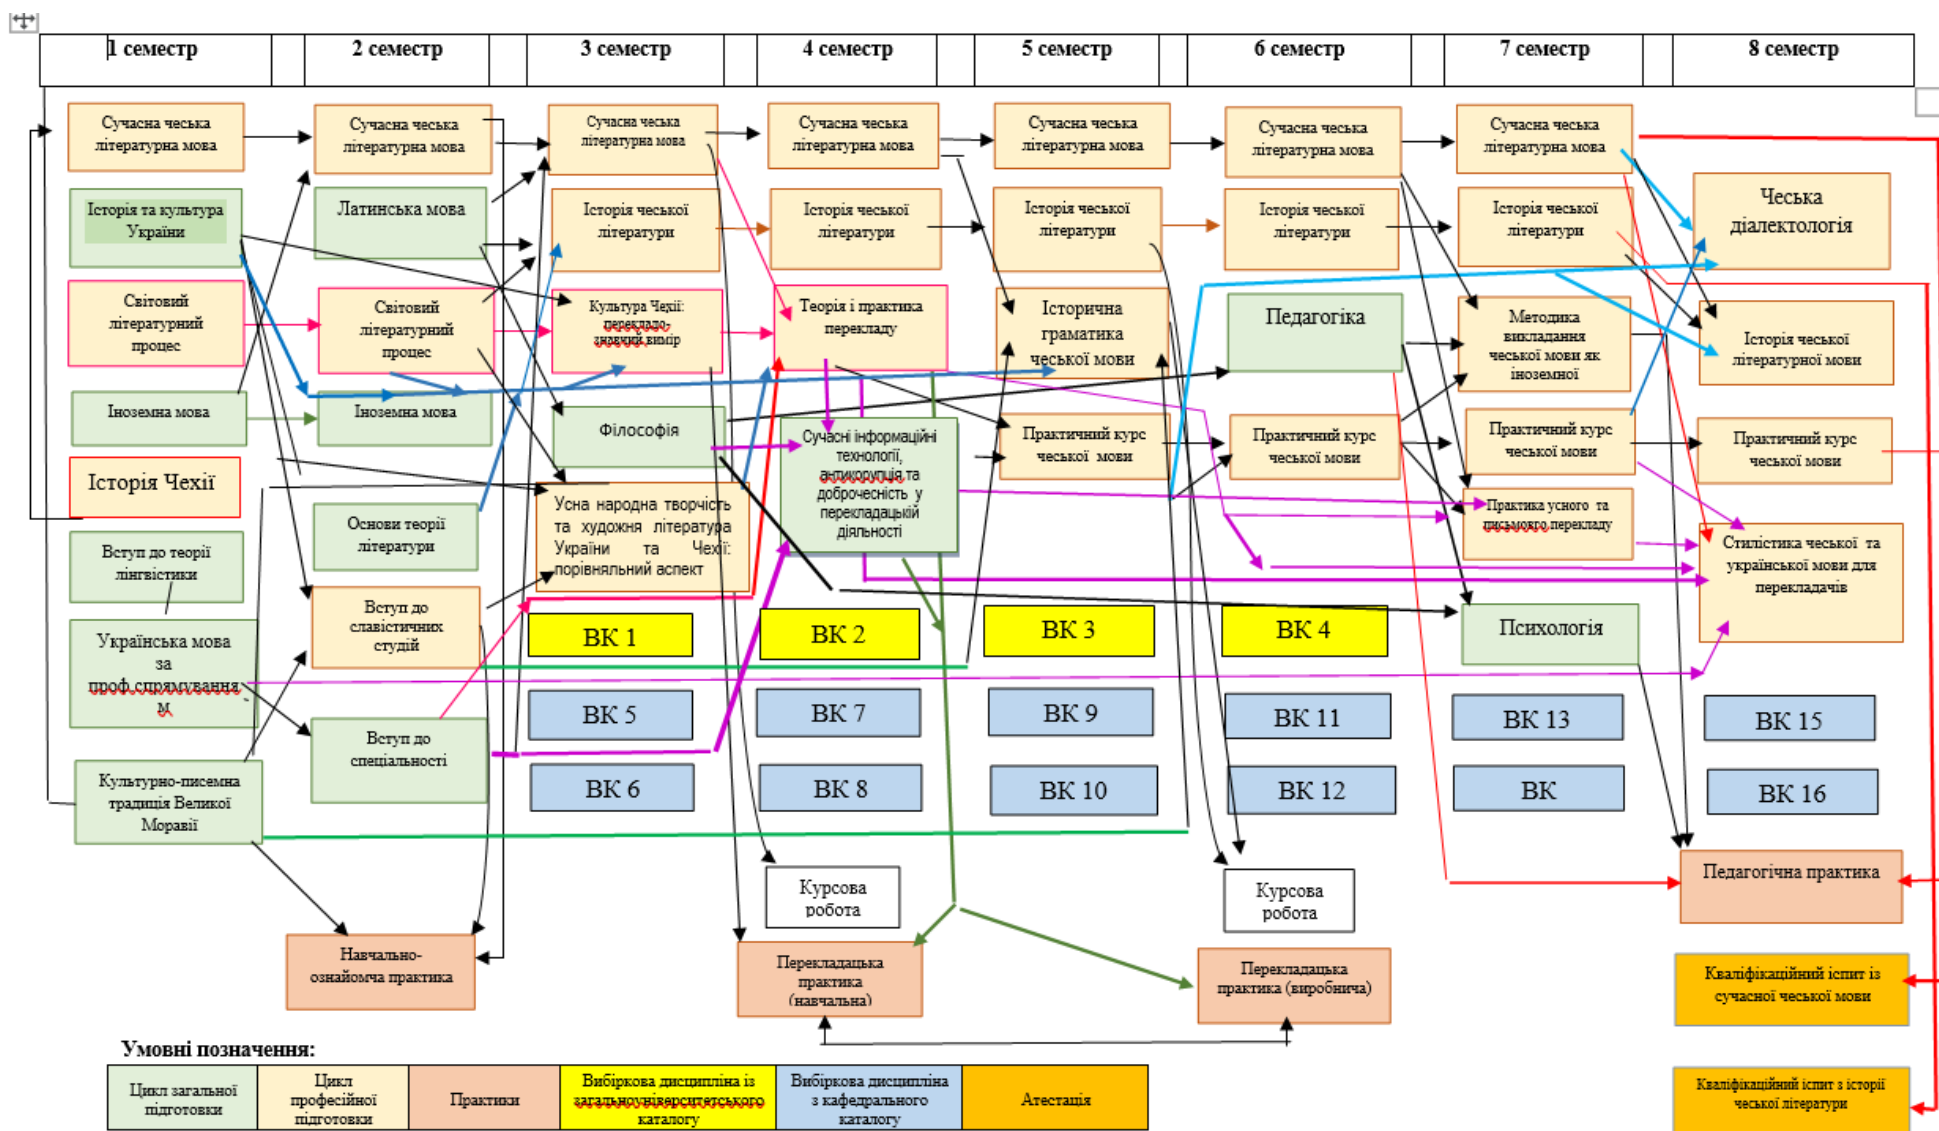 1 семестр
2 семестр
3 семестр
4 семестр
5 семестр
6 семестр
7 семестр
8 семестр
Сучасна чеська
літературна мова
Історія та культура
України
Світовий
літературний
процес
Іноземна мова
Історія Чехії
Вступ до теорії
лінгвістики
Українська мова
за
проф.спрямування
м
Культурно-писемна
традиція Великої
Моравії
Сучасна чеська
літературна мова
Латинська мова
Світовий
літературний
процес
Іноземна мова
Основи теорії
літератури
Вступ до
славістичних
студій
Вступ до
спеціальності
Навчально-
ознайомча практика
Сучасна чеська
літературна мова
Історія чеської
літератури
Культура Чехії:
перекладо-
знавчий вимір
Філософія
Усна народна творчість
та художня література
України та Чехії:
порівняльний аспект
ВК 1
ВК 5
ВК 6
Сучасна чеська
літературна мова
Історія чеської
літератури
Теорія і практика
перекладу
Сучасні інформаційні
технології,
антикорупція та
доброчесність у
перекладацькій
діяльності
ВК 2
ВК 7
ВК 8
Курсова
робота
Перекладацька
практика
(навчальна)
Сучасна чеська
літературна мова
Історія чеської
літератури
Історична
граматика
чеської мови
Практичний курс
чеської мови
ВК 3
ВК 9
ВК 10
Сучасна чеська
літературна мова
Історія чеської
літератури
Педагогіка
Практичний курс
чеської мови
ВК 4
ВК 11
ВК 12
Курсова
робота
Перекладацька
практика (виробнича)
Сучасна чеська
літературна мова
Історія чеської
літератури
Методика
викладання
чеської мови як
іноземної
Практичний курс
чеської мови
Практика усного та
письмого перекладу
Психологія
ВК 13
ВК
Чеська
діалектологія
Історія чеської
літературної мови
Практичний курс
чеської мови
Стилістика чеської та
української мови для
перекладачів
ВК 15
ВК 16
Педагогічна практика
Кваліфікаційний іспит із
сучасної чеської мови
Кваліфікаційний іспит з історії
чеської літератури
Умовні позначення:
Цикл загальної
підготовки
Цикл
професійної
підготовки
Практики
Вибіркова дисципліна із
загальноуніверситетського
каталогу
Вибіркова дисципліна
з кафедрального
каталогу
Атестація